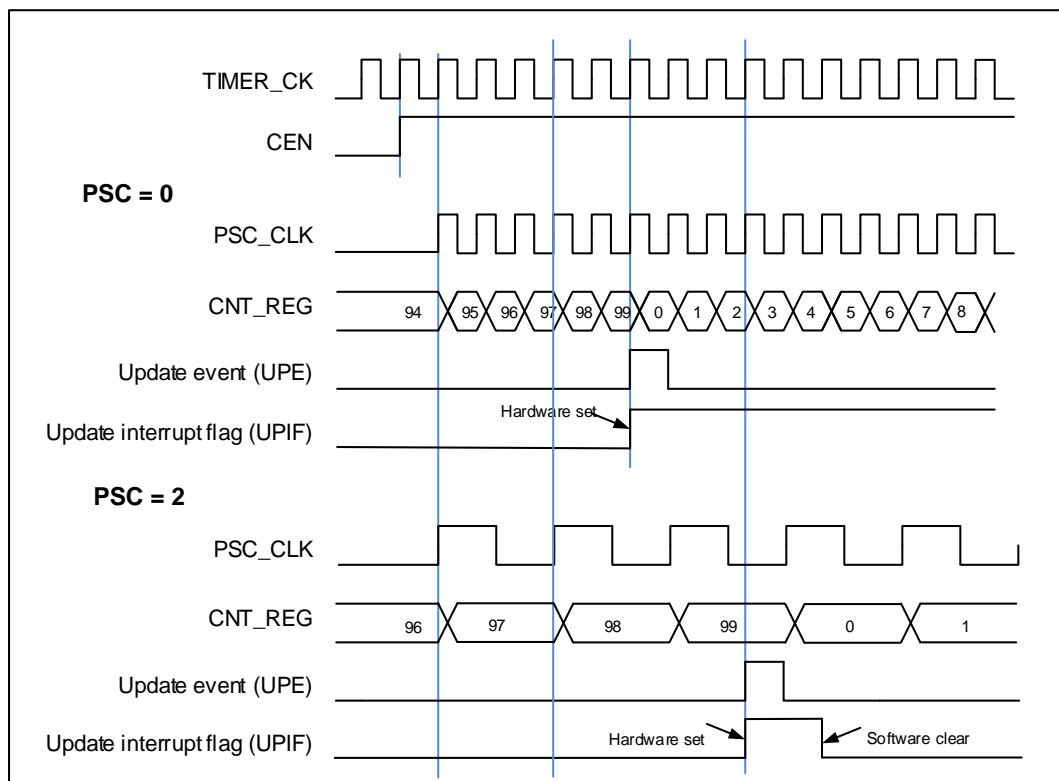 TIMER_CK
CEN
PSC = 0
PSC_CLK
CNT_REG 94 95 96 97 98 99 0 1 2 3 4 5 6 7 8
Update event (UPE)
Hardware set
Update interrupt flag (UPIF)
PSC = 2
PSC_CLK
CNT_REG 96 97 98 99 0 1
Update event (UPE)
Update interrupt flag (UPIF) Hardware set Software clear